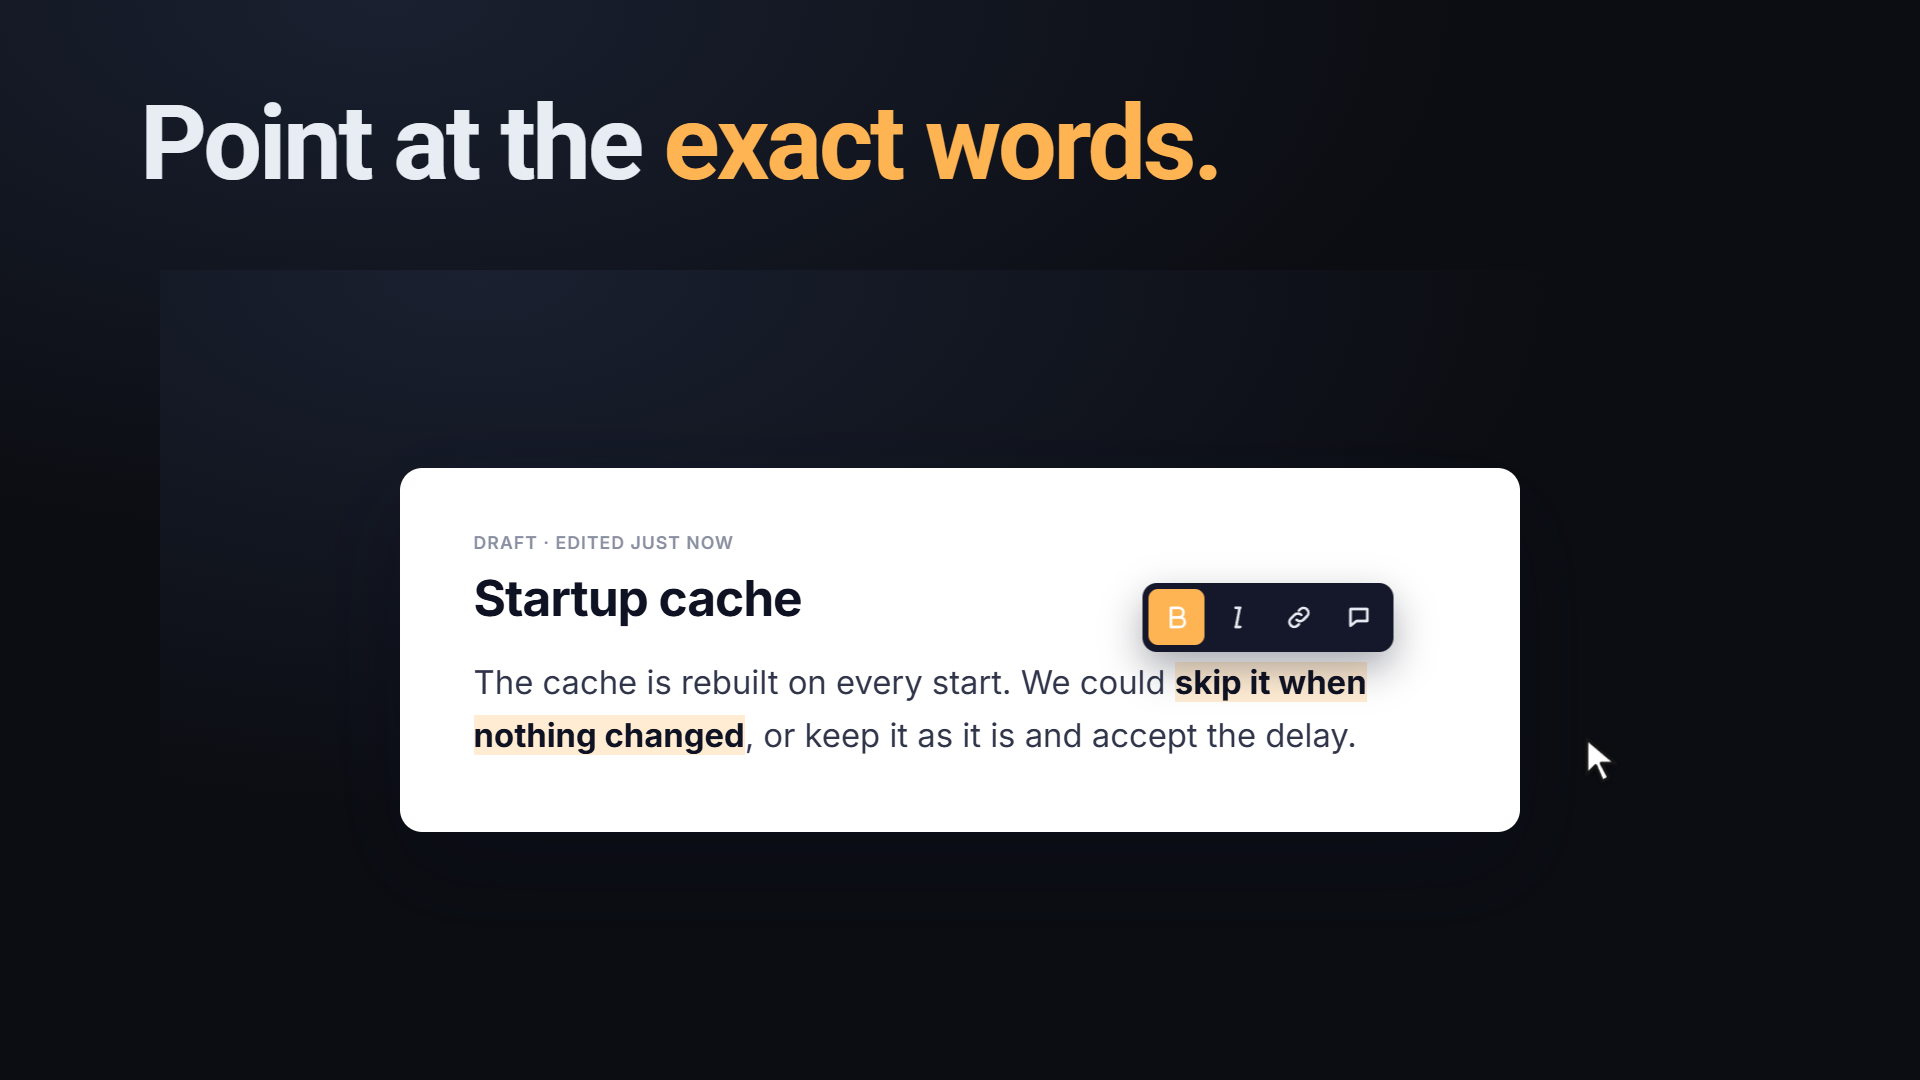 Point at the exact words.
DRAFT · EDITED JUST NOW
Startup cache
B I
The cache is rebuilt on every start. We could skip it when
nothing changed, or keep it as it is and accept the delay.